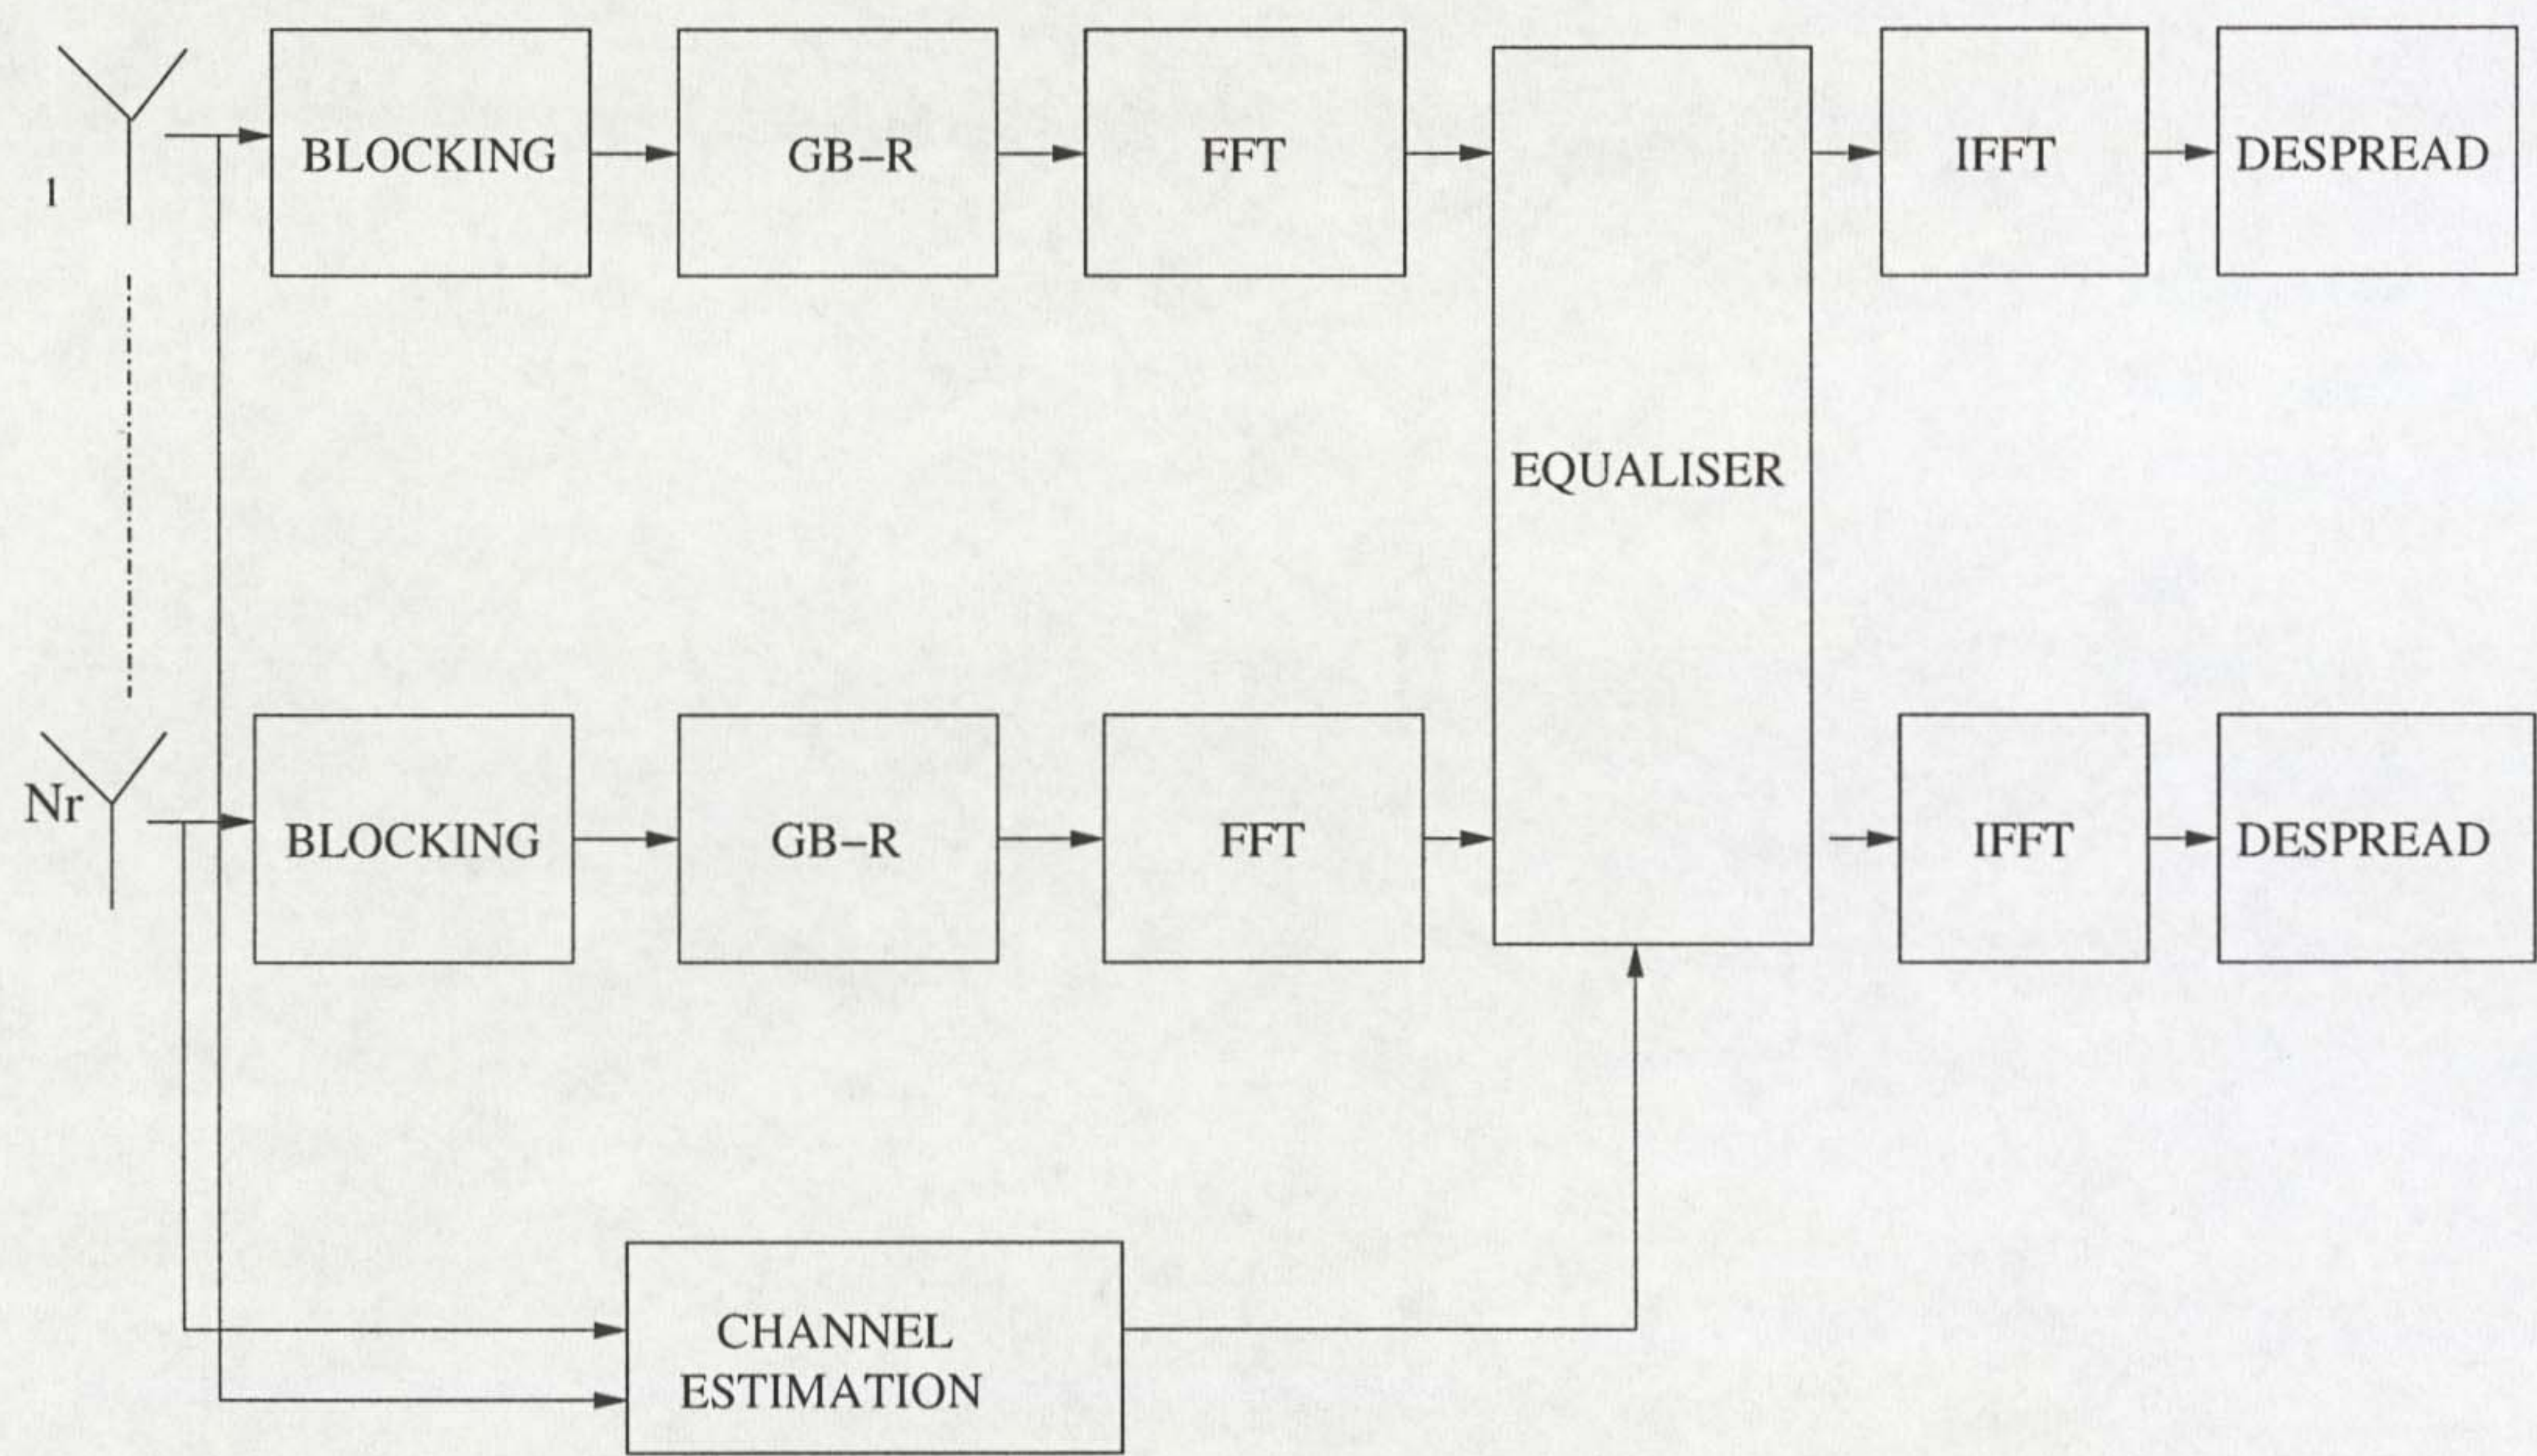 1
BLOCKING
GB–R
FFT
IFFT
DESPREAD
EQUALISER
Nr
BLOCKING
GB–R
FFT
IFFT
DESPREAD
CHANNEL
ESTIMATION